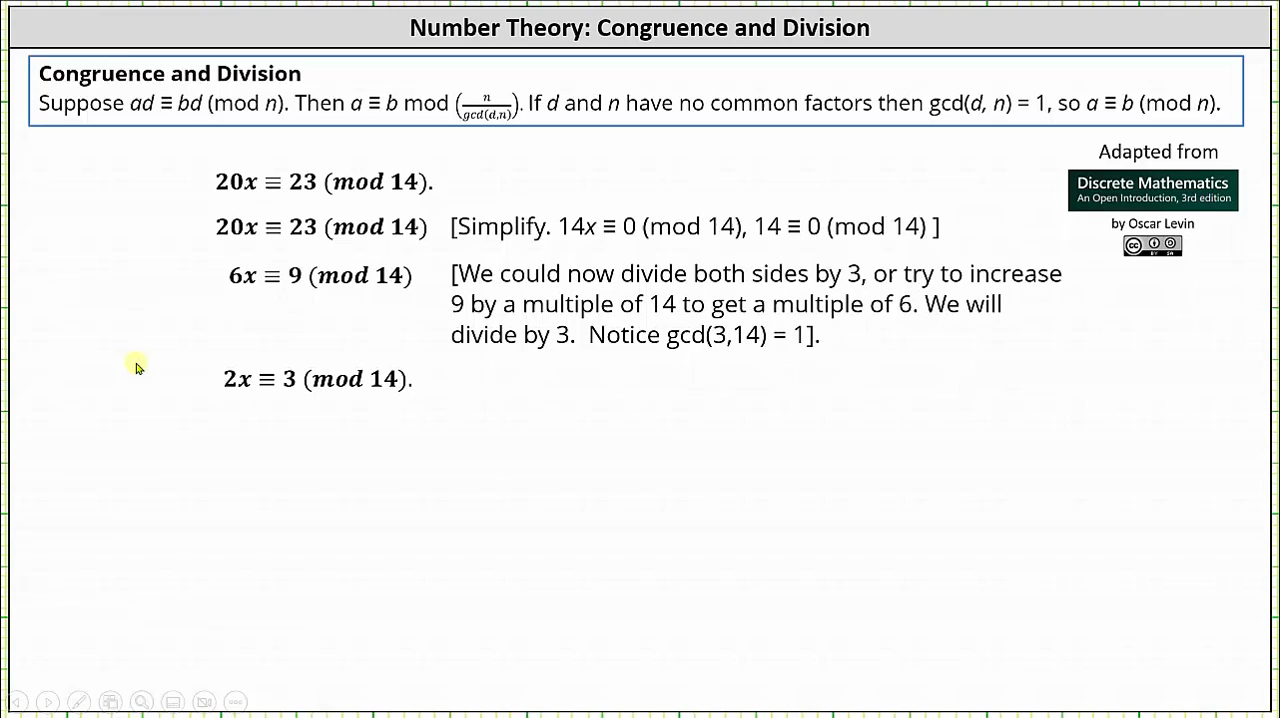 Number Theory: Congruence and Division
Congruence and Division
Suppose ad ≡ bd (mod n). Then a ≡ b mod (n/gcd(d,n)). If d and n have no common factors then gcd(d, n) = 1, so a ≡ b (mod n).
Adapted from
Discrete Mathematics
An Open Introduction, 3rd edition
by Oscar Levin
cc BY SA
20x ≡ 23 (mod 14).
20x ≡ 23 (mod 14) [Simplify. 14x ≡ 0 (mod 14), 14 ≡ 0 (mod 14) ]
6x ≡ 9 (mod 14) [We could now divide both sides by 3, or try to increase
9 by a multiple of 14 to get a multiple of 6. We will
divide by 3. Notice gcd(3,14) = 1].
2x ≡ 3 (mod 14).